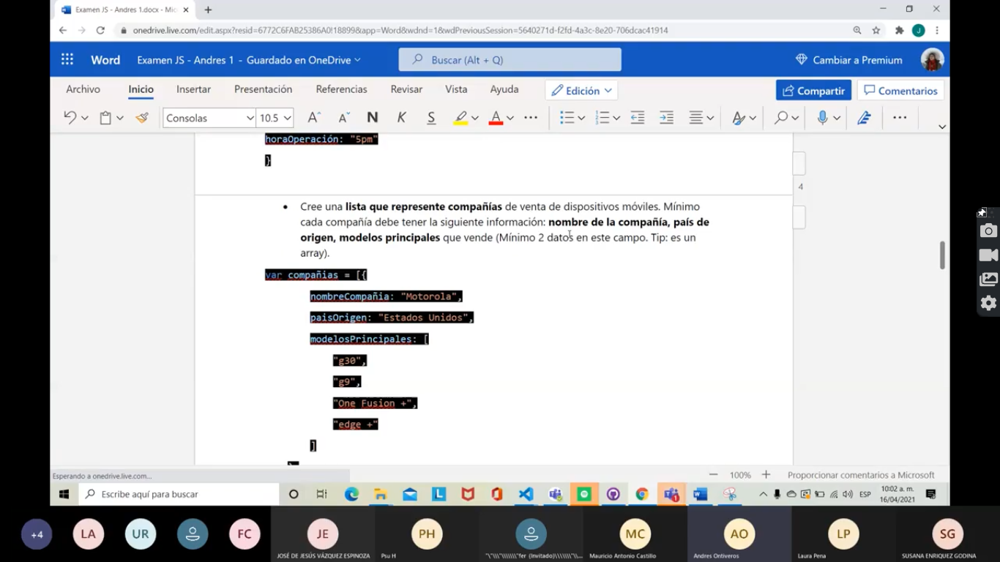 Examen JS - Andres 1.docx - Mic
onedrive.live.com/edit.aspx?resid=6772C6FAB25386A0!18899&app=Word&wdnd=1&wdPreviousSession=5640271d-f2fd-4a3c-8e20-706dcac41914
J
Word Examen JS - Andres 1 - Guardado en OneDrive
Buscar (Alt + Q)
Cambiar a Premium
Archivo Inicio Insertar Presentación Referencias Revisar Vista Ayuda Edición Compartir Comentarios
Consolas 10.5 A A N K S A
horaOperación: "5pm"
}
4
• Cree una lista que represente compañías de venta de dispositivos móviles. Mínimo
cada compañía debe tener la siguiente información: nombre de la compañía, país de
origen, modelos principales que vende (Mínimo 2 datos en este campo. Tip: es un
array).
var compañias = [{
nombreCompañia: "Motorola",
paisOrigen: "Estados Unidos",
modelosPrincipales: [
"g30",
"g9",
"One Fusion +",
"edge +"
]
Esperando a onedrive.live.com...
100%
Proporcionar comentarios a Microsoft
Escribe aquí para buscar
ESP
10:02 a. m.
16/04/2021
+4 LA UR FC JE PH MC AO LP SG
JOSÉ DE JESÚS VÁZQUEZ ESPINOZA
Psu H
Mauricio Antonio Castillo
Andres Ontiveros
Laura Pena
SUSANA ENRIQUEZ GODINA